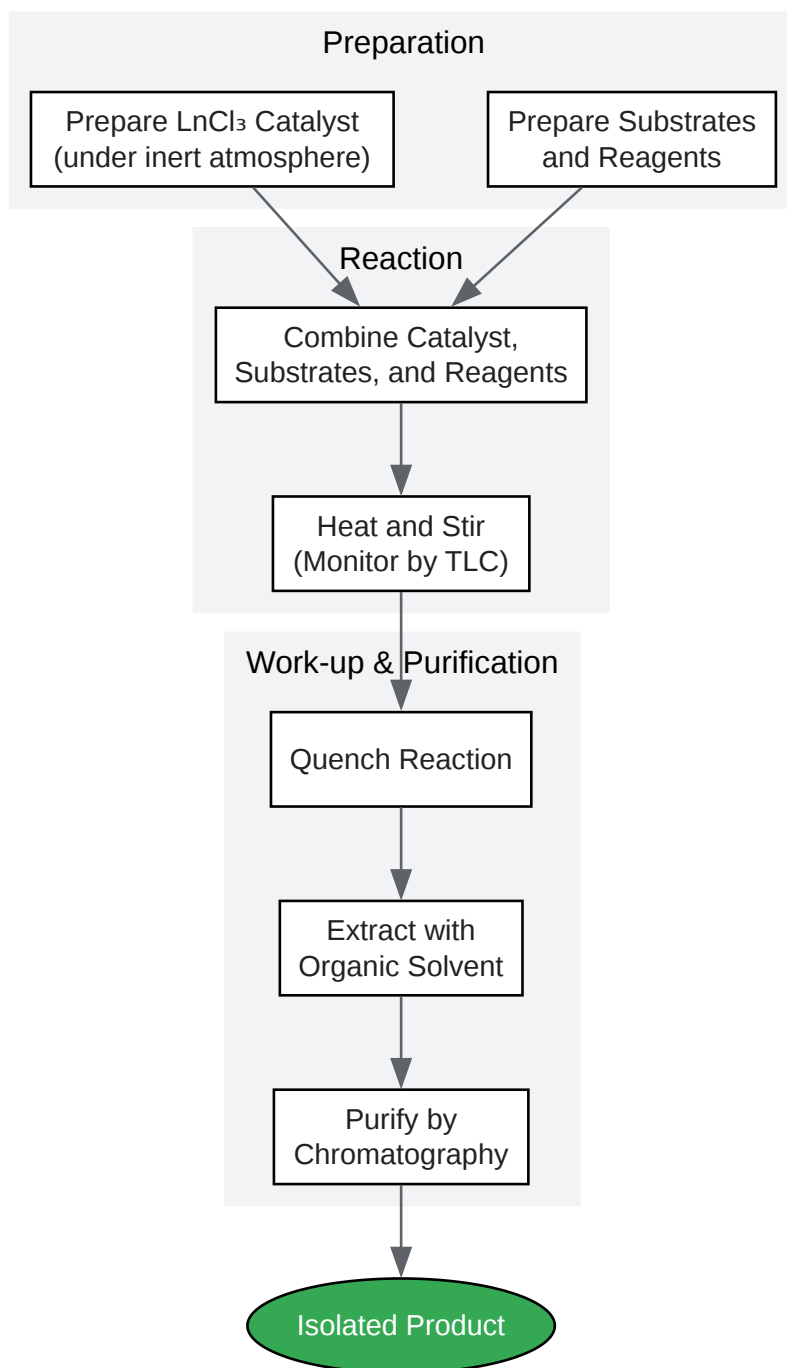 Preparation
Prepare LnCl₃ Catalyst
(under inert atmosphere)
Prepare Substrates
and Reagents
Reaction
Combine Catalyst,
Substrates, and Reagents
Heat and Stir
(Monitor by TLC)
Work-up & Purification
Quench Reaction
Extract with
Organic Solvent
Purify by
Chromatography
Isolated Product